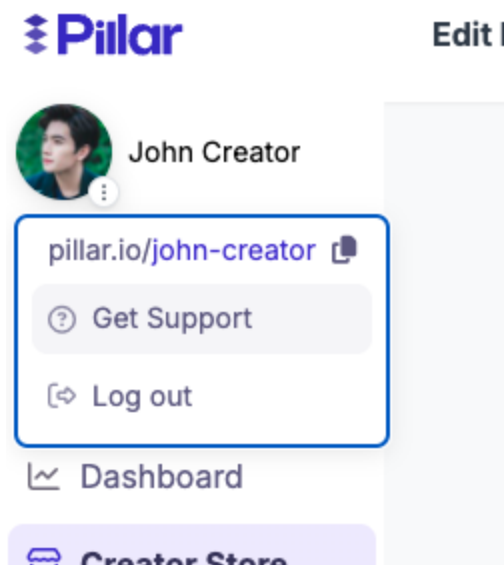 Pillar
Edit
John Creator
pillar.io/john-creator
Get Support
Log out
Dashboard
Creator Store